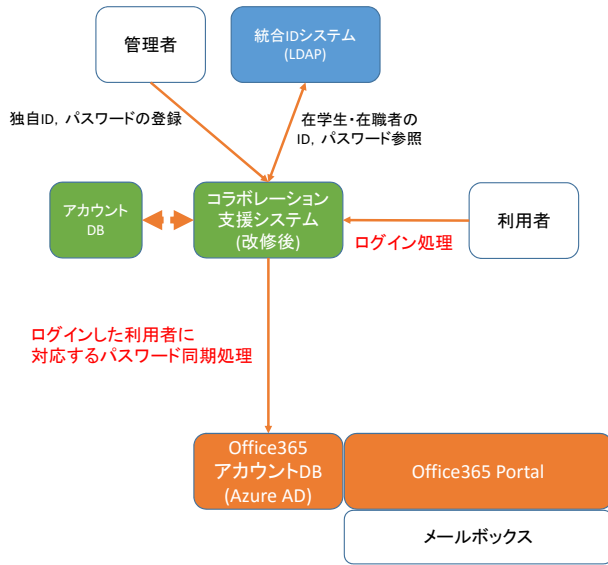 管理者
統合IDシステム
(LDAP)
独自ID, パスワードの登録
在学生・在職者の
ID, パスワード参照
アカウント
DB
コラボレーション
支援システム
(改修後)
ログイン処理
利用者
ログインした利用者に
対応するパスワード同期処理
Office365
アカウントDB
(Azure AD)
Office365 Portal
メールボックス